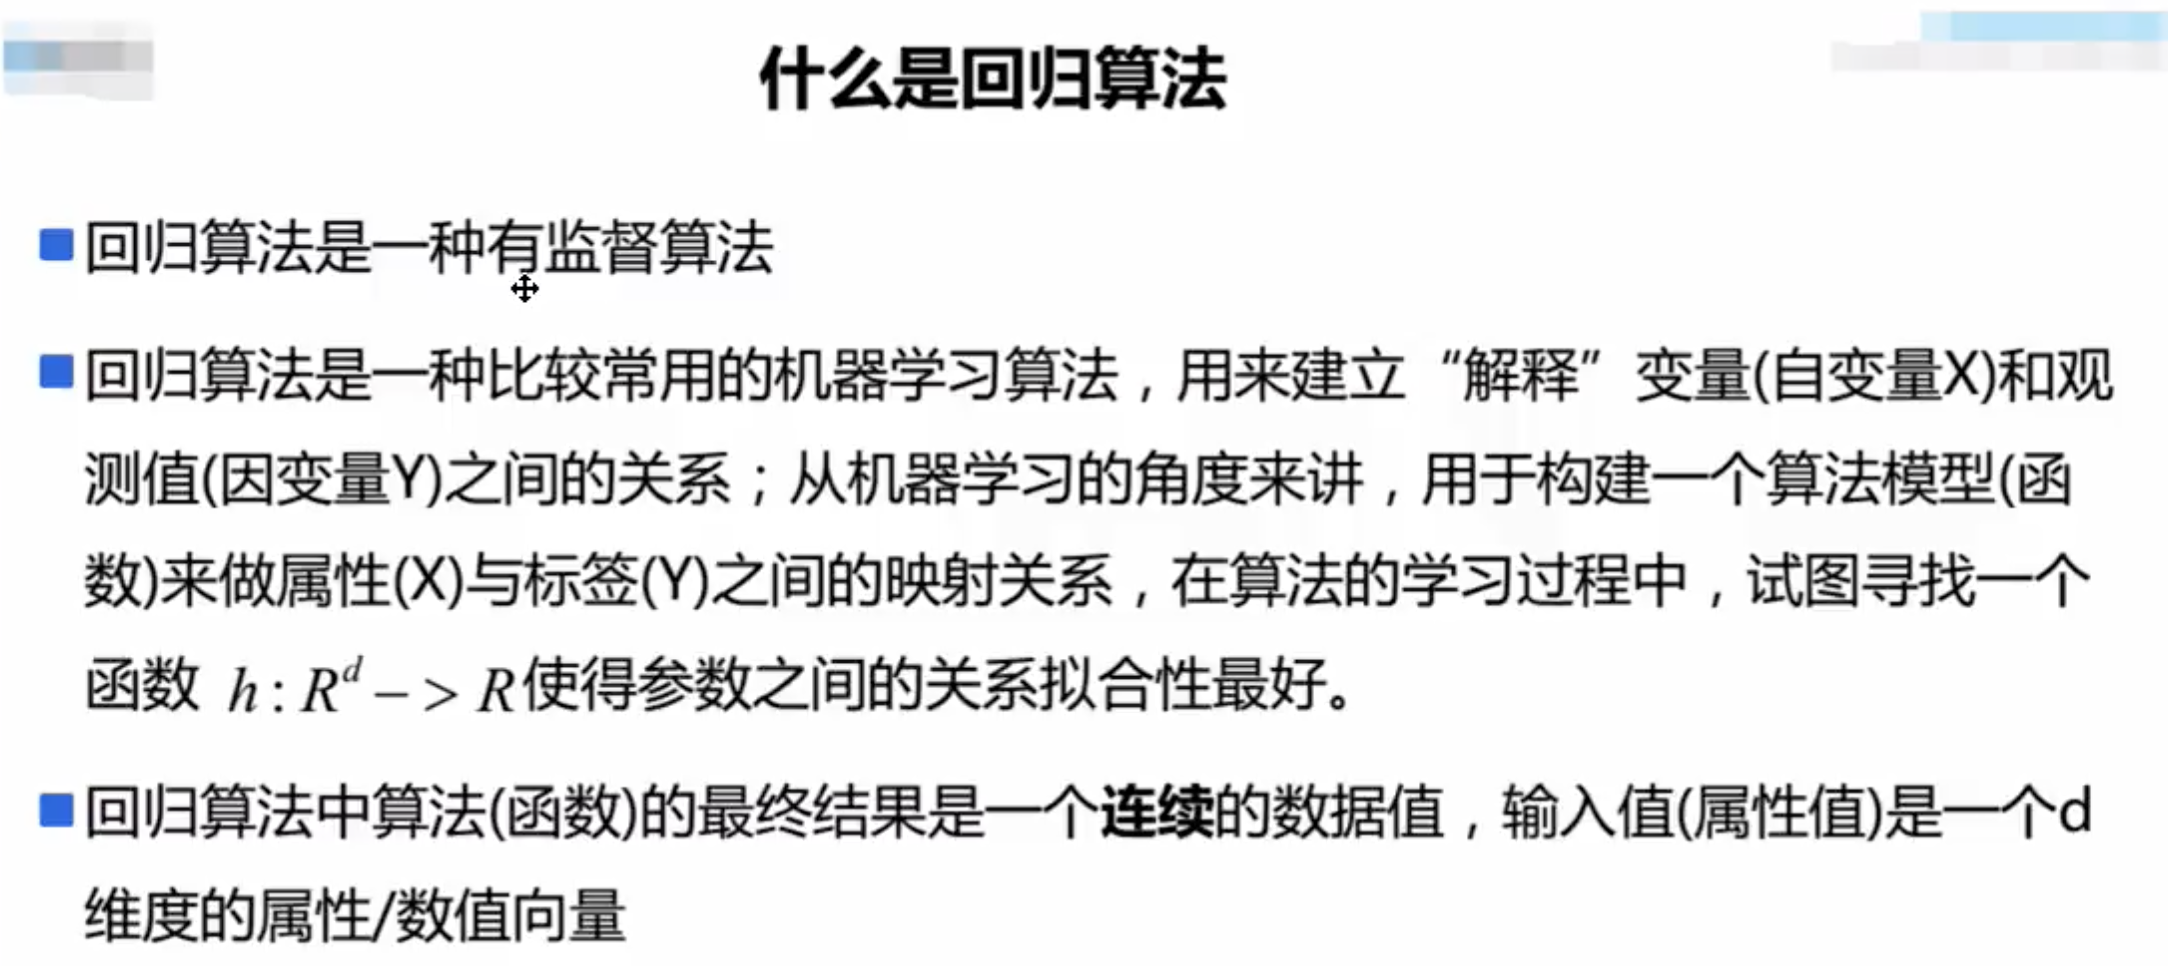 什么是回归算法
回归算法是一种有监督算法
回归算法是一种比较常用的机器学习算法，用来建立“解释”变量(自变量X)和观
测值(因变量Y)之间的关系；从机器学习的角度来讲，用于构建一个算法模型(函
数)来做属性(X)与标签(Y)之间的映射关系，在算法的学习过程中，试图寻找一个
函数 h : R^d -> R使得参数之间的关系拟合性最好。
回归算法中算法(函数)的最终结果是一个连续的数据值，输入值(属性值)是一个d
维度的属性/数值向量